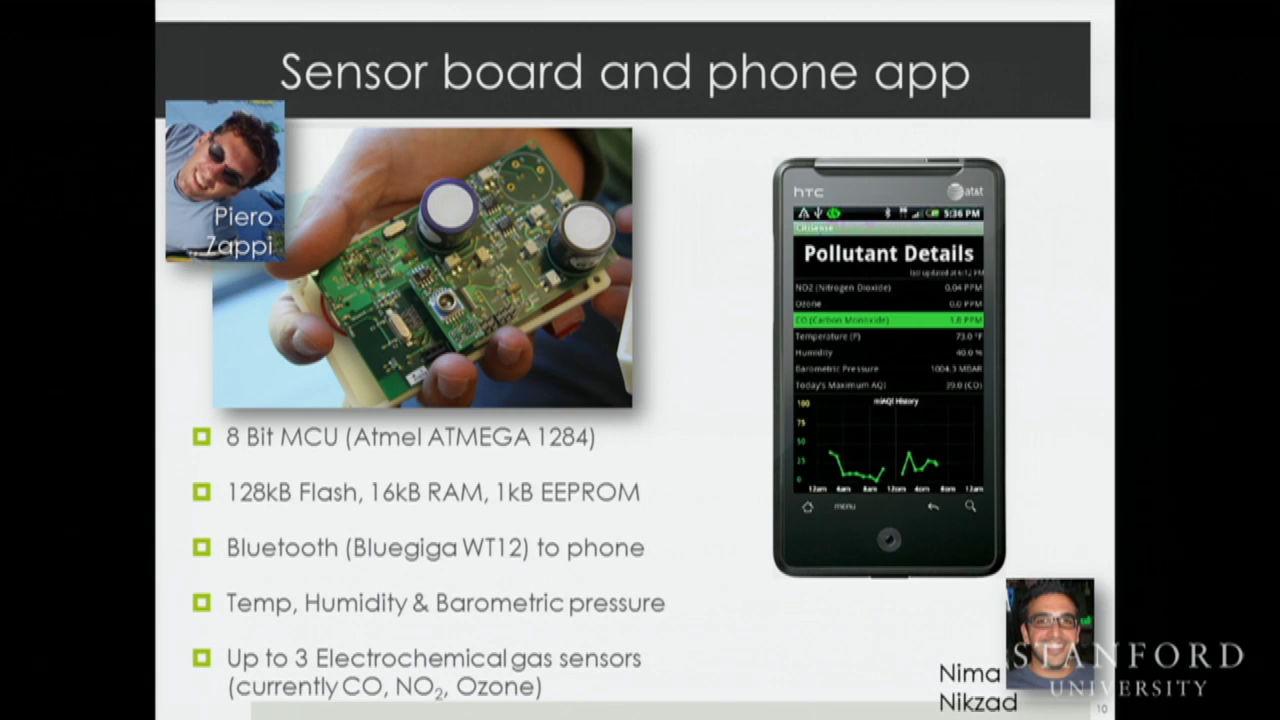 Sensor board and phone app
Piero
Zappi
8 Bit MCU (Atmel ATMEGA 1284)
128kB Flash, 16kB RAM, 1kB EEPROM
Bluetooth (Bluegiga WT12) to phone
Temp, Humidity & Barometric pressure
Up to 3 Electrochemical gas sensors
(currently CO, NO2, Ozone)
htc
at&t
5:36 PM
CitiSense
Pollutant Details
last updated at 6:12 PM
NO2 (Nitrogen Dioxide) 0.04 PPM
Ozone 0.0 PPM
CO (Carbon Monoxide) 1.8 PPM
Temperature (F) 73.0 °F
Humidity 40.0 %
Barometric Pressure 1004.3 MBAR
Today's Maximum AQI 39.0 (CO)
mAQI History
100
75
50
25
0
12am 4am 8am 12pm 4pm 8pm 12am
menu
Nima
Nikzad
STANFORD
UNIVERSITY
10